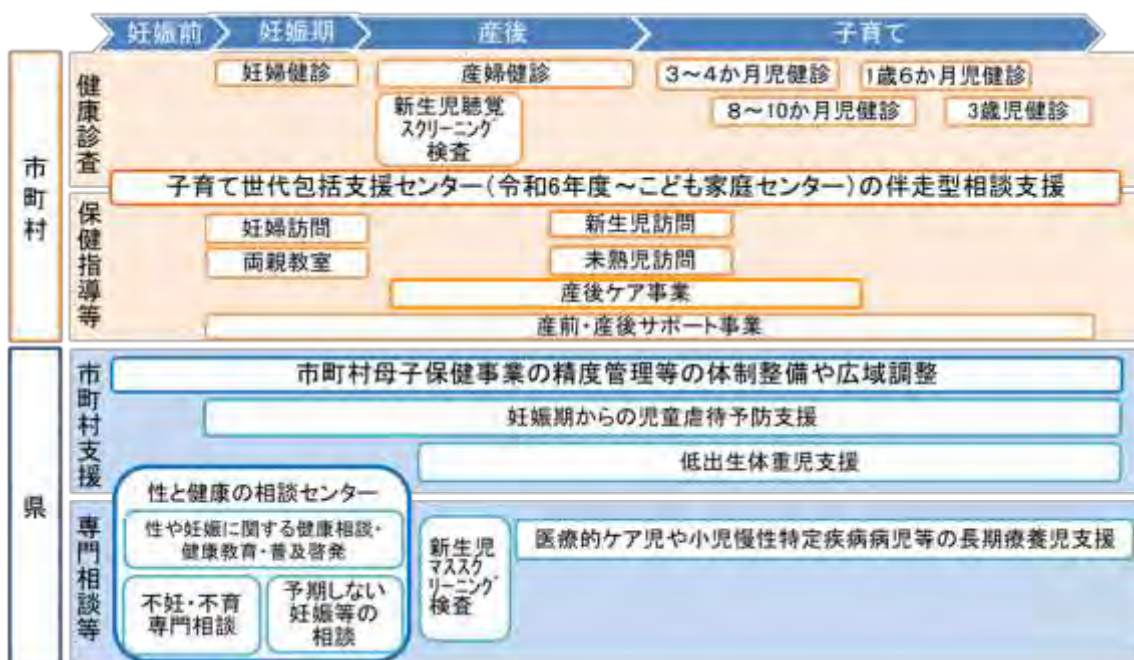 妊娠前
妊娠期
産後
子育て
市町村
健康診査
妊婦健診
産婦健診
3～4か月児健診
1歳6か月児健診
新生児聴覚
スクリーニング
検査
8～10か月児健診
3歳児健診
子育て世代包括支援センター(令和6年度～こども家庭センター)の伴走型相談支援
保健指導等
妊婦訪問
新生児訪問
両親教室
未熟児訪問
産後ケア事業
産前・産後サポート事業
県
市町村支援
市町村母子保健事業の精度管理等の体制整備や広域調整
妊娠期からの児童虐待予防支援
低出生体重児支援
専門相談等
性と健康の相談センター
性や妊娠に関する健康相談・
健康教育・普及啓発
不妊・不育
専門相談
予期しない
妊娠等の
相談
新生児
マススク
リーニング
検査
医療的ケア児や小児慢性特定疾病病児等の長期療養児支援